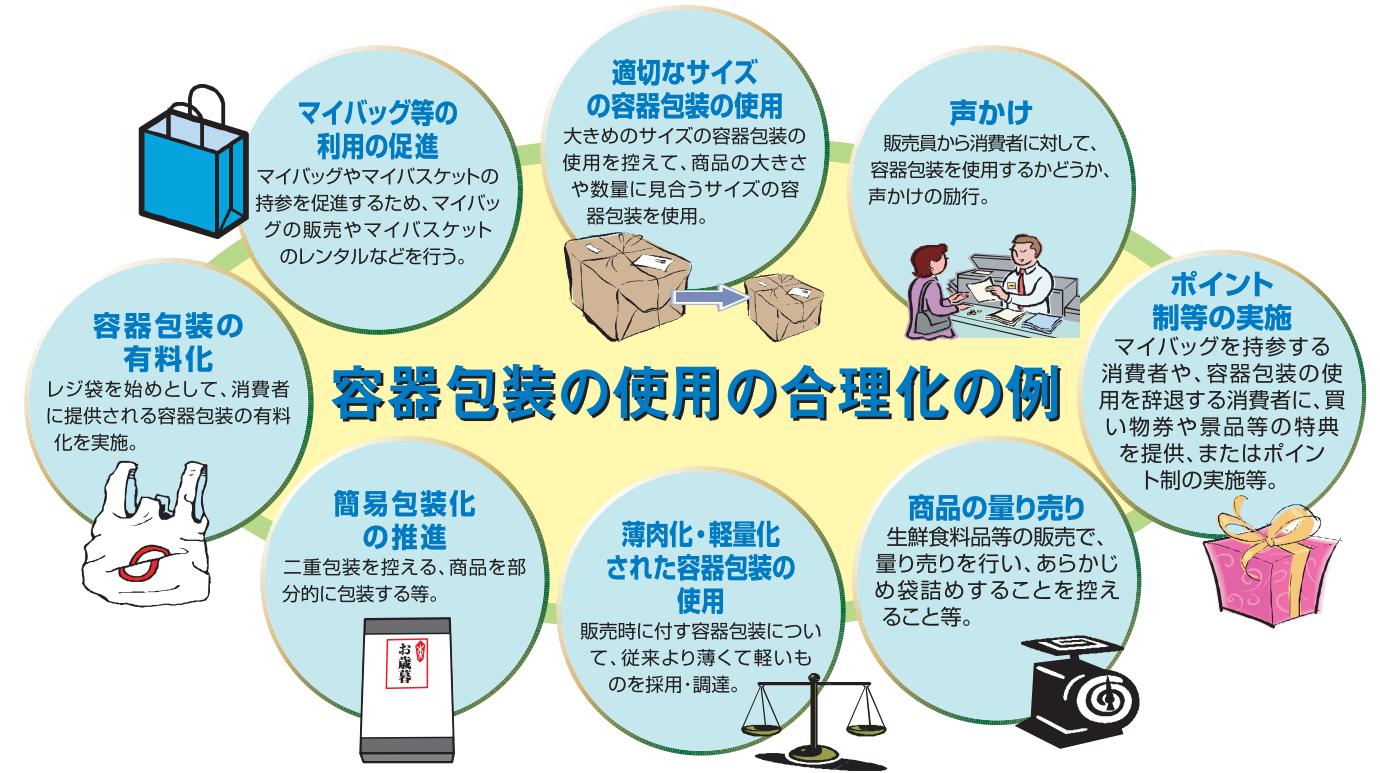 適切なサイズ
の容器包装の使用
大きめのサイズの容器包装の
使用を控えて、商品の大きさ
や数量に見合うサイズの容
器包装を使用。
マイバッグ等の
利用の促進
マイバッグやマイバスケットの
持参を促進するため、マイバッ
グの販売やマイバスケット
のレンタルなどを行う。
声かけ
販売員から消費者に対して、
容器包装を使用するかどうか、
声かけの励行。
容器包装の
有料化
レジ袋を始めとして、消費者
に提供される容器包装の有料
化を実施。
ポイント
制等の実施
マイバッグを持参する
消費者や、容器包装の使
用を辞退する消費者に、買
い物券や景品等の特典
を提供、またはポイン
ト制の実施等。
容器包装の使用の合理化の例
簡易包装化
の推進
二重包装を控える、商品を部
分的に包装する等。
お歳暮
薄肉化・軽量化
された容器包装の
使用
販売時に付す容器包装につい
て、従来より薄くて軽いも
のを採用・調達。
商品の量り売り
生鮮食料品等の販売で、
量り売りを行い、あらかじ
め袋詰めすることを控え
ること等。